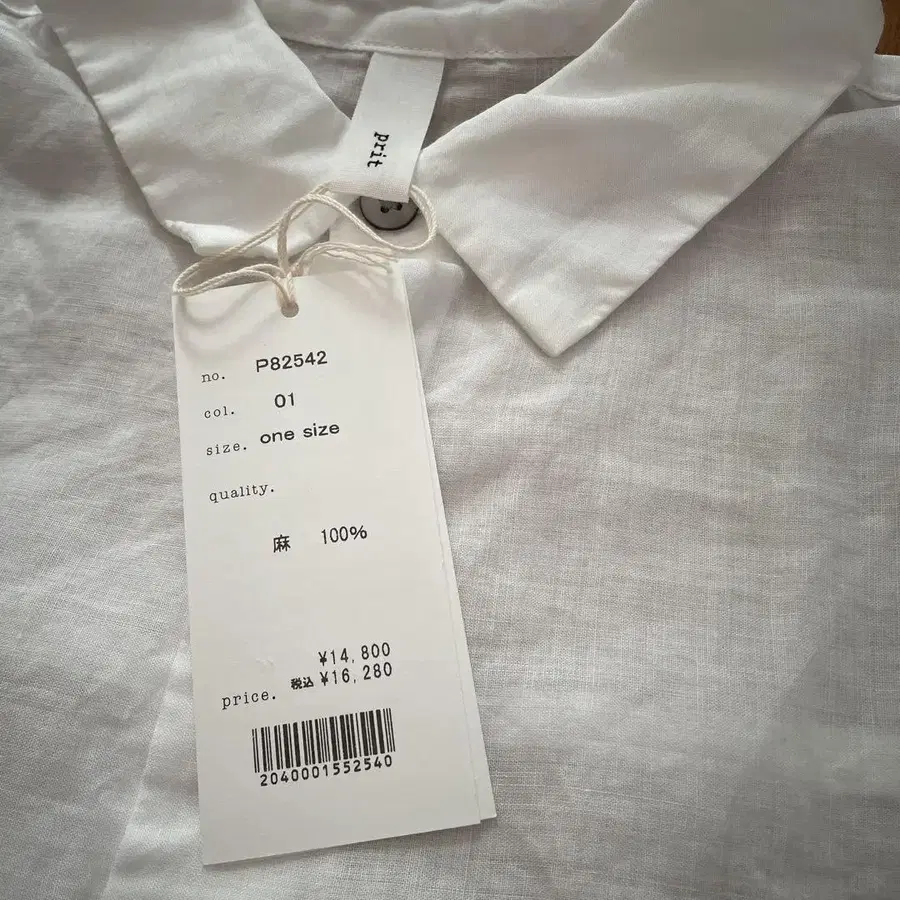 prit
no. P82542
col. 01
size. one size
quality.
麻 100%
¥14,800
price. 税込 ¥16,280
2040001552540